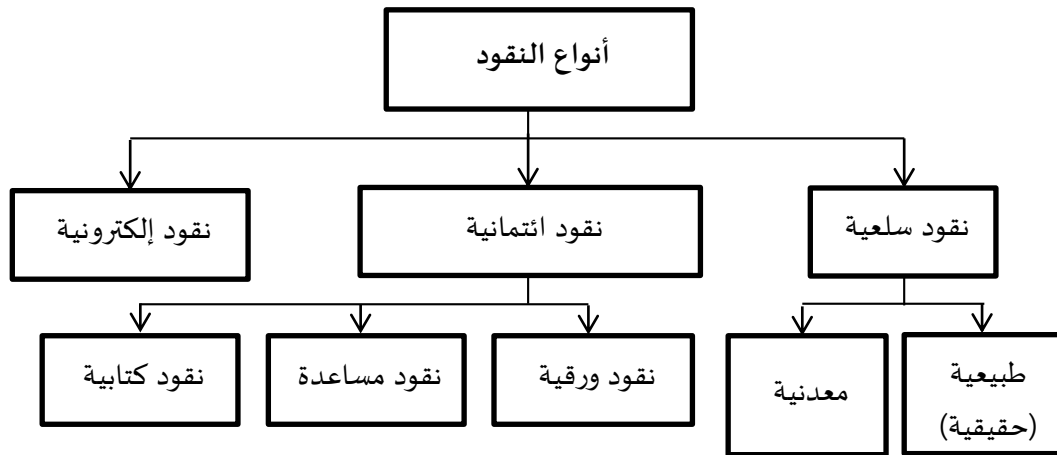 أنواع النقود
نقود سلعية
نقود ائتمانية
نقود إلكترونية
طبيعية
(حقيقية)
معدنية
نقود ورقية
نقود مساعدة
نقود كتابية